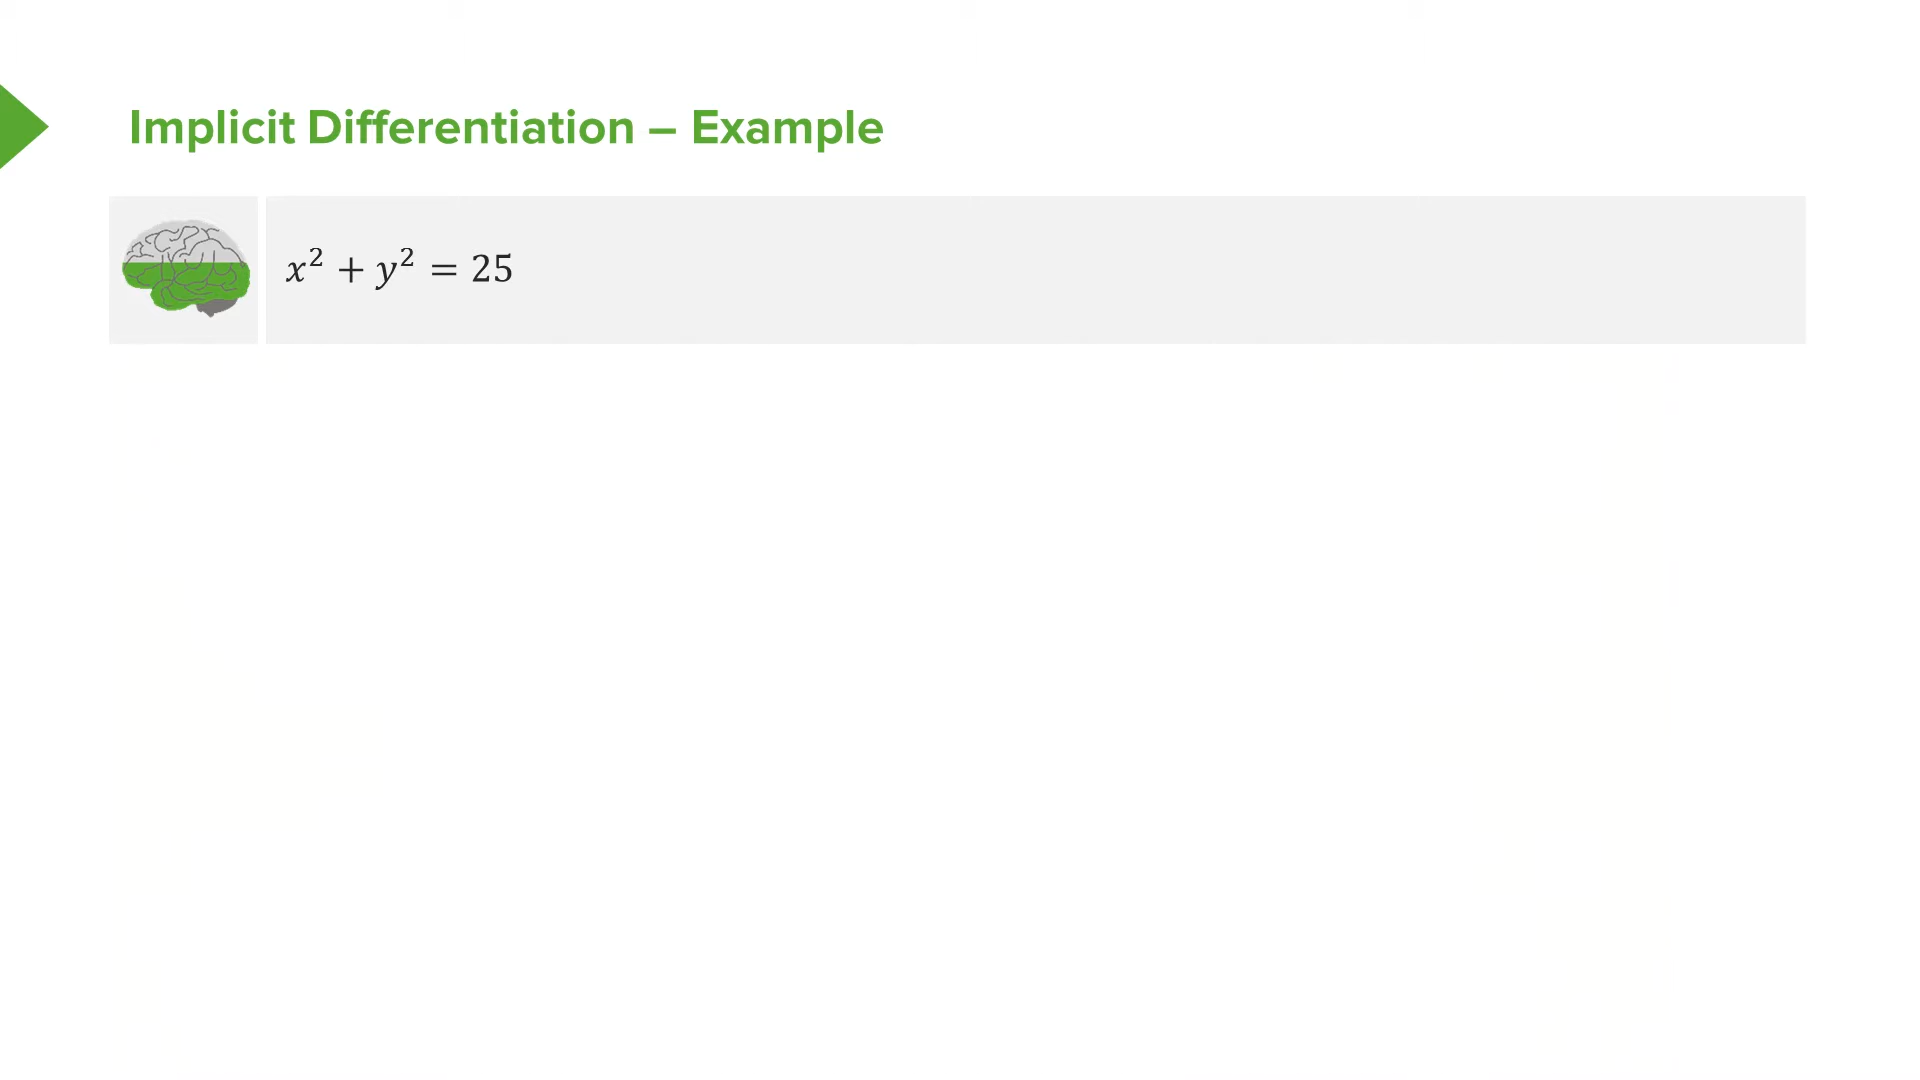 Implicit Differentiation – Example
x² + y² = 25